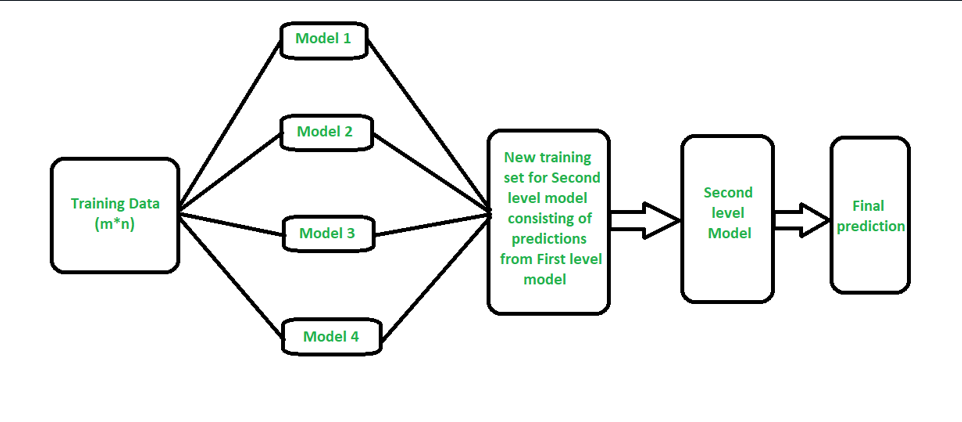 Model 1
Model 2
Training Data
(m*n)
Model 3
Model 4
New training
set for Second
level model
consisting of
predictions
from First level
model
Second
level
Model
Final
prediction